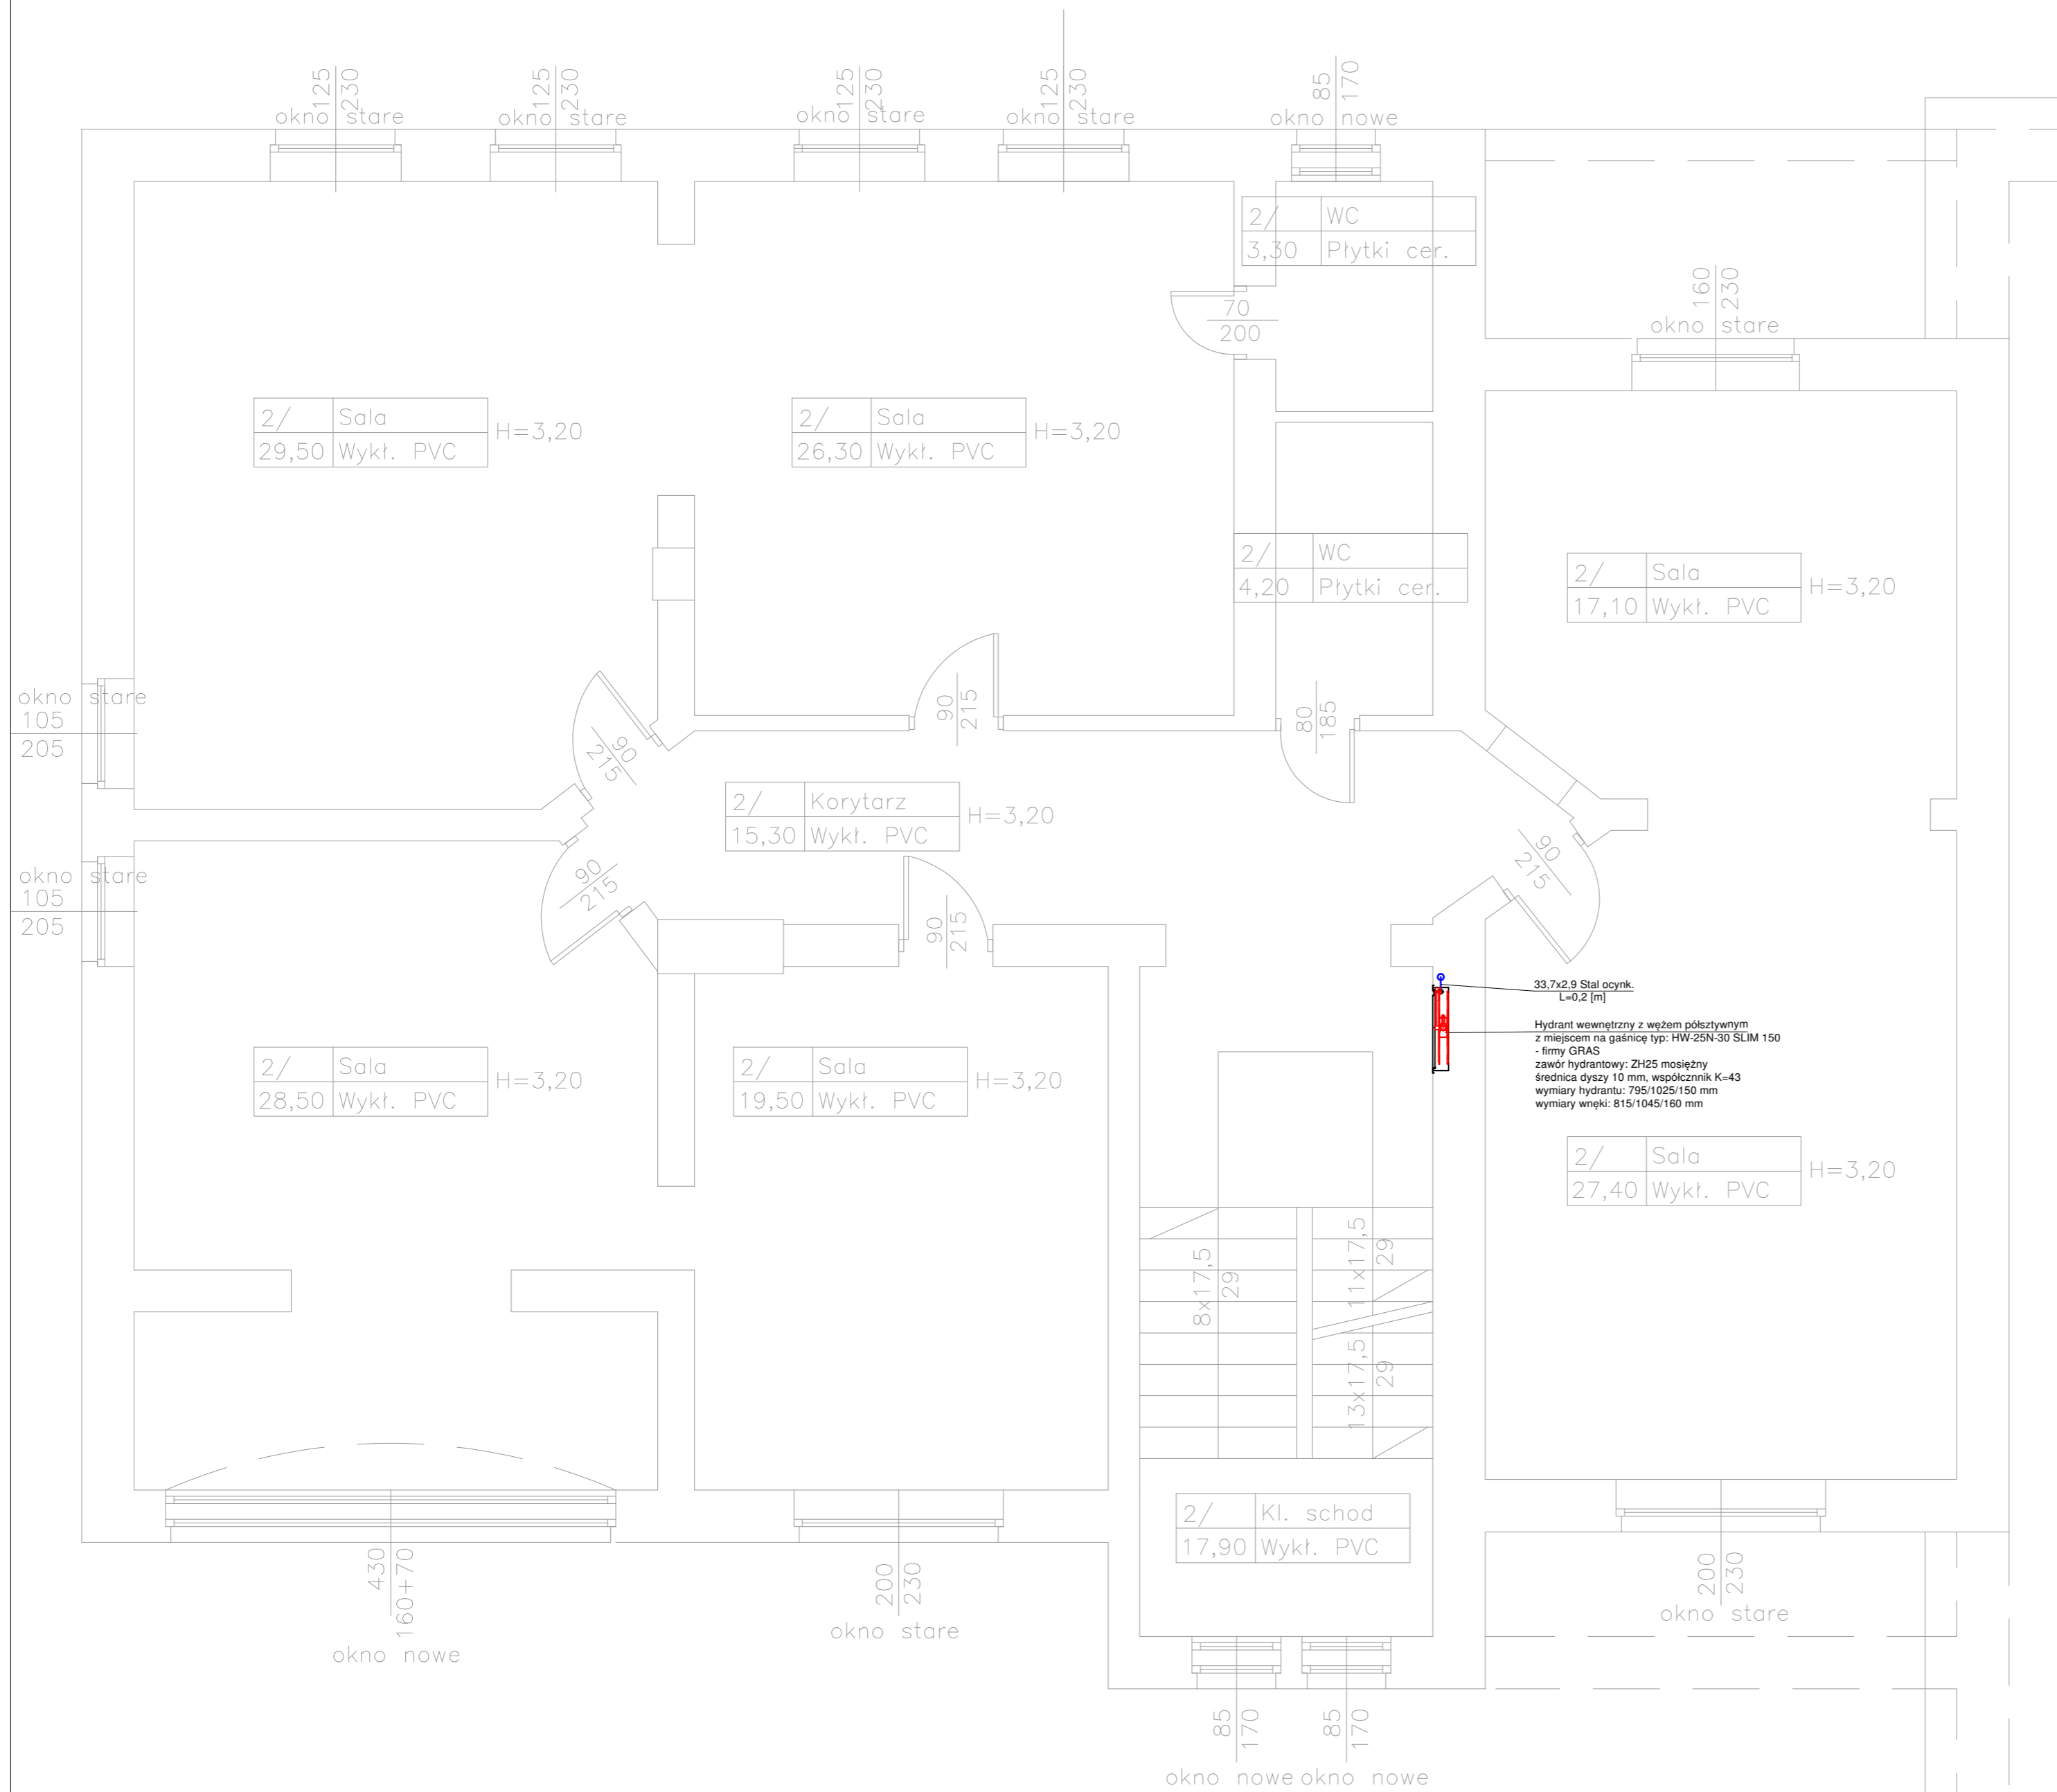 125
230
okno stare
125
230
okno stare
125
230
okno stare
125
230
okno stare
85
170
okno nowe
2/ WC
3,30 Płytki cer.
70
200
160
230
okno stare
2/ Sala
29,50 Wykł. PVC
H=3,20
2/ Sala
26,30 Wykł. PVC
H=3,20
2/ WC
4,20 Płytki cer.
2/ Sala
17,10 Wykł. PVC
H=3,20
okno stare
105
205
90
215
90
215
80
185
2/ Korytarz
15,30 Wykł. PVC
H=3,20
okno stare
105
205
90
215
90
215
90
215
33,7x2,9 Stal ocynk.
L=0,2 [m]
Hydrant wewnętrzny z wężem półsztywnym
z miejscem na gaśnicę typ: HW-25N-30 SLIM 150
- firmy GRAS
zawór hydrantowy: ZH25 mosiężny
średnica dyszy 10 mm, współcznnik K=43
wymiary hydrantu: 795/1025/150 mm
wymiary wnęki: 815/1045/160 mm
2/ Sala
28,50 Wykł. PVC
H=3,20
2/ Sala
19,50 Wykł. PVC
H=3,20
2/ Sala
27,40 Wykł. PVC
H=3,20
8x17,5
29
11x17,5
29
13x17,5
29
2/ Kl. schod
17,90 Wykł. PVC
430
160+70
okno nowe
200
230
okno stare
200
230
okno stare
85
170
okno nowe
85
170
okno nowe